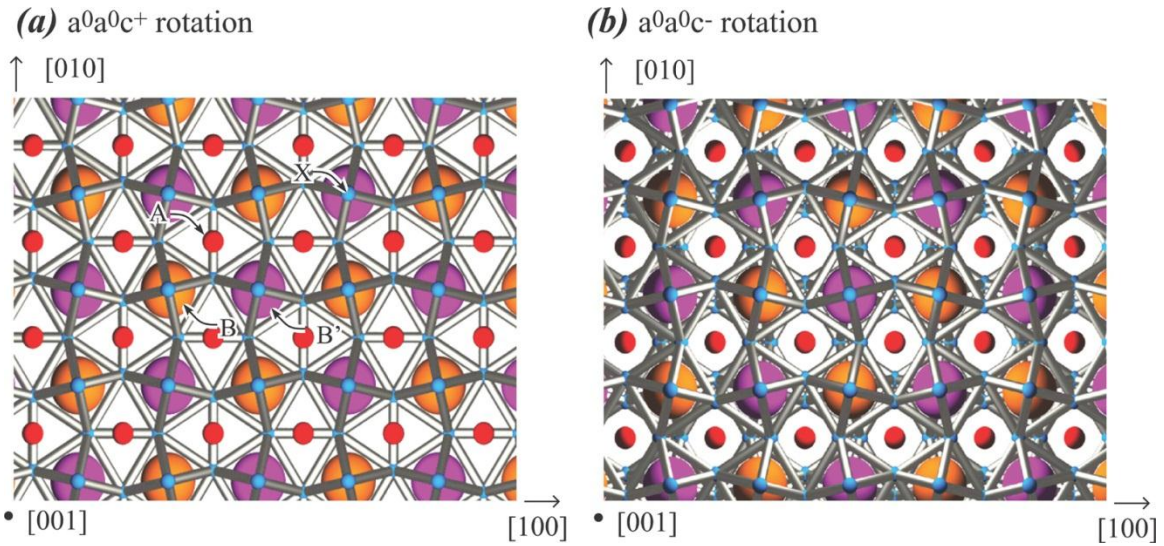 (a) a⁰a⁰c⁺ rotation
[010]
X
A
B
B'
[001]
[100]
(b) a⁰a⁰c- rotation
[010]
[001]
[100]